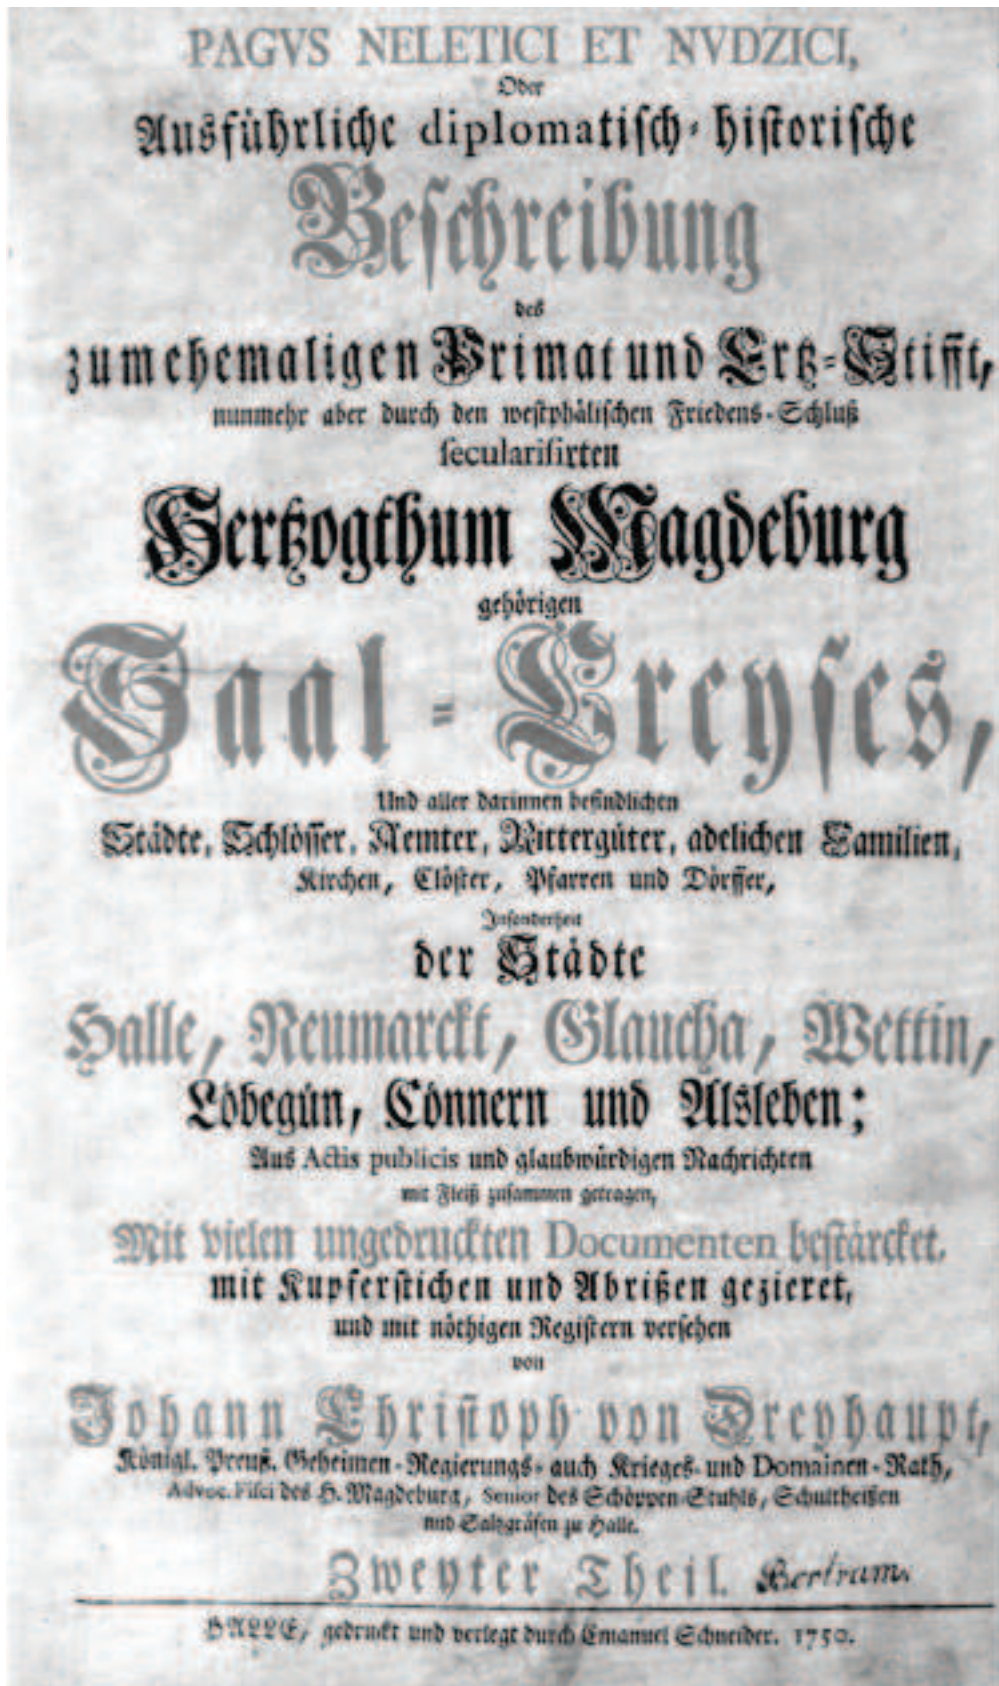 PAGVS NELETICI ET NVDZICI,
Oder
Ausführliche diplomatisch-historische
Beschreibung
des
zum ehemaligen Primat und Ertz-Stifft,
nunmehr aber durch den westphälischen Friedens-Schluß
secularisirten
Hertzogthum Magdeburg
gehörigen
Saal-Creyses,
Und aller darinnen befindlichen
Städte, Schlösser, Aemter, Rittergüter, adelichen Familien,
Kirchen, Clöster, Pfarren und Dörffer,
Insonderheit
der Städte
Halle, Neumarckt, Glaucha, Wettin,
Löbegün, Cönnern und Alsleben;
Aus Actis publicis und glaubwürdigen Nachrichten
mit Fleiß zusammen getragen,
Mit vielen ungedruckten Documenten bestärcket,
mit Kupferstichen und Abrißen gezieret,
und mit nöthigen Registern versehen
von
Johann Christoph von Dreyhaupt,
Königl. Preuß. Geheimen-Regierungs- auch Krieges- und Domainen-Rath,
Advoc. Fisci des H. Magdeburg, Senior des Schöppen-Stuhls, Schultheißen
und Saltzgräfen zu Halle.
Zweyter Theil. Bertram.
HALLE, gedruckt und verlegt durch Emanuel Schneider. 1750.